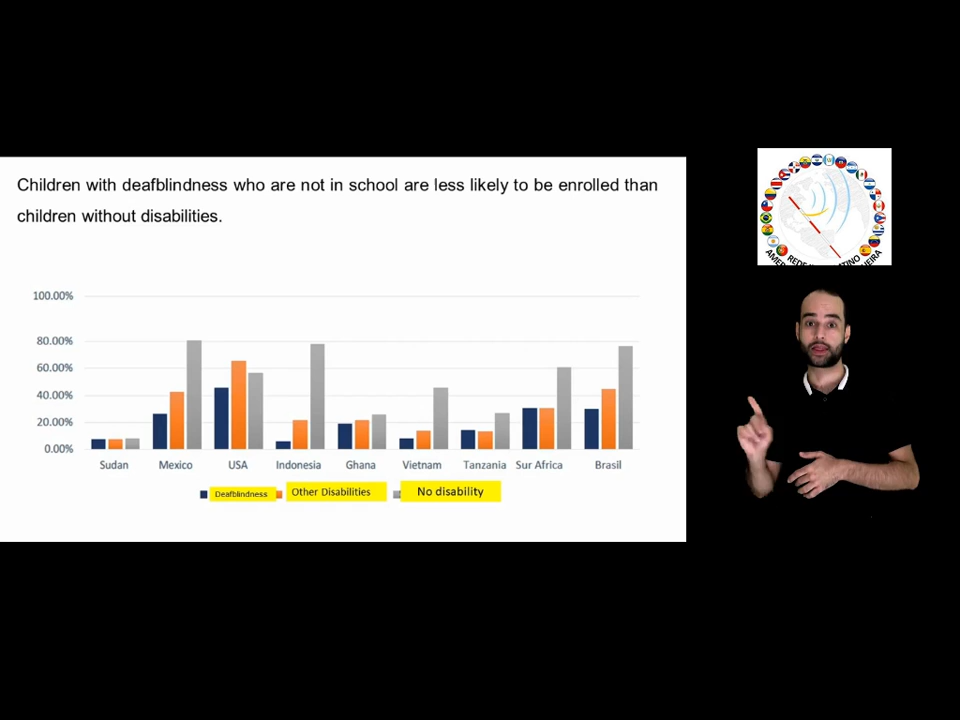 Children with deafblindness who are not in school are less likely to be enrolled than
children without disabilities.
100.00%
80.00%
60.00%
40.00%
20.00%
0.00%
Sudan Mexico USA Indonesia Ghana Vietnam Tanzania Sur Africa Brasil
Deafblindness Other Disabilities No disability